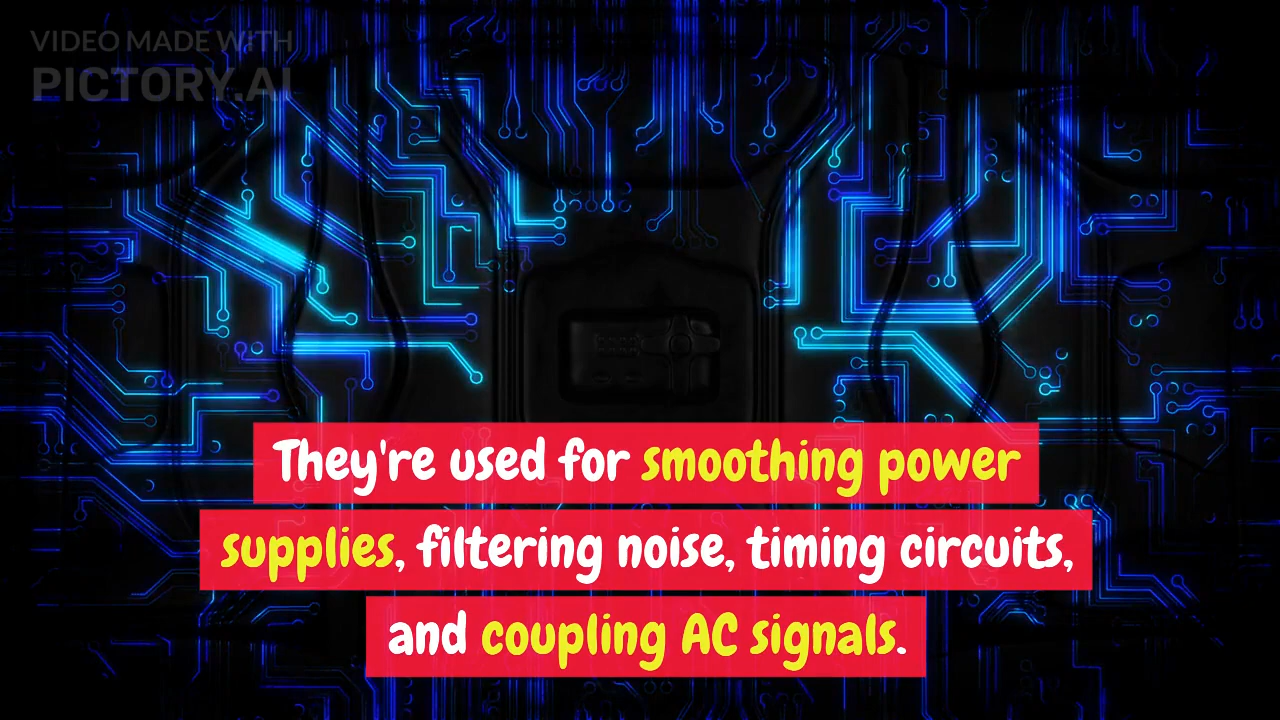 VIDEO MADE WITH
PICTORY.AI
They're used for smoothing power
supplies, filtering noise, timing circuits,
and coupling AC signals.